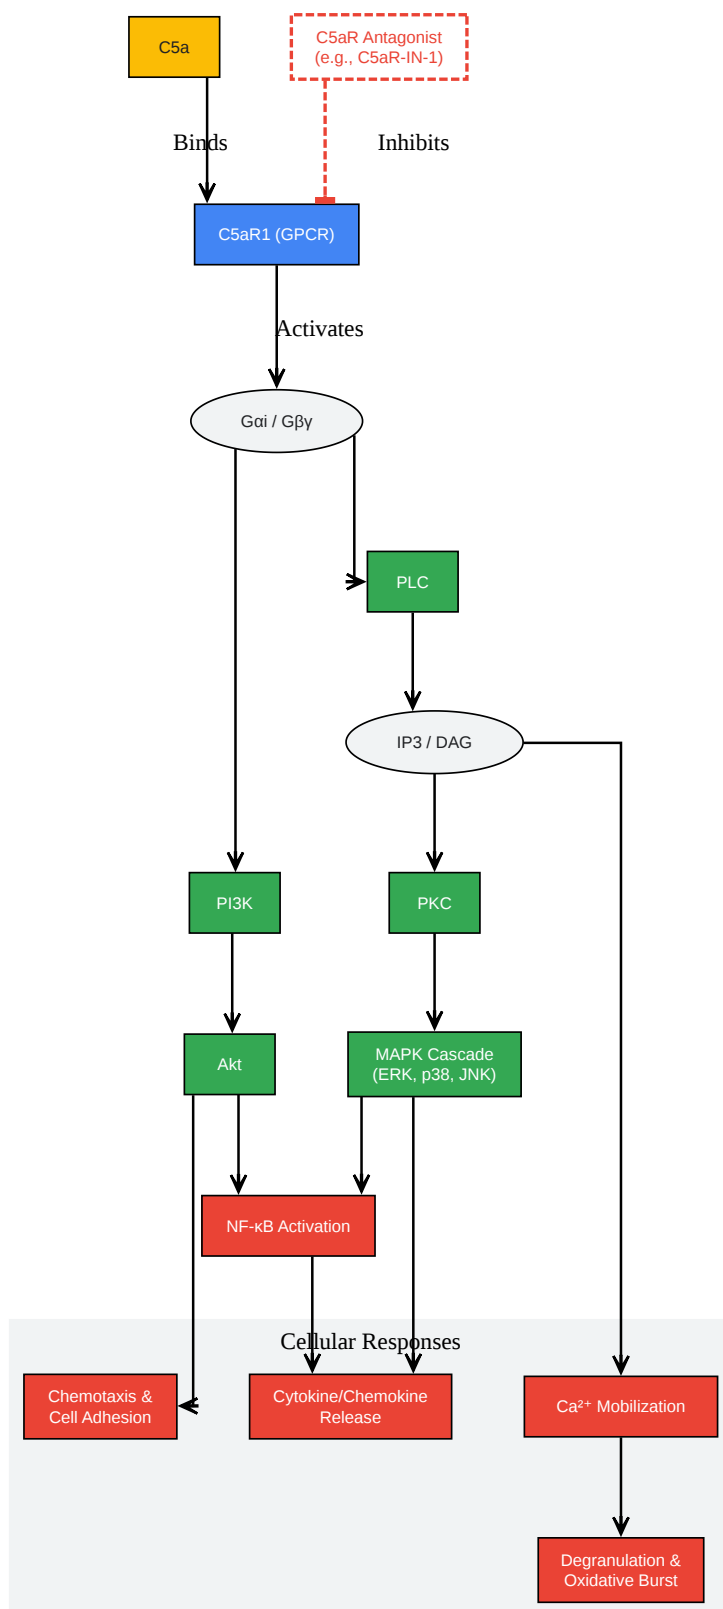 C5a
C5aR Antagonist
(e.g., C5aR-IN-1)
Binds
Inhibits
C5aR1 (GPCR)
Activates
Gαi / Gβγ
PLC
IP3 / DAG
PI3K
PKC
Akt
MAPK Cascade
(ERK, p38, JNK)
NF-κB Activation
Cellular Responses
Chemotaxis &
Cell Adhesion
Cytokine/Chemokine
Release
Ca²⁺ Mobilization
Degranulation &
Oxidative Burst